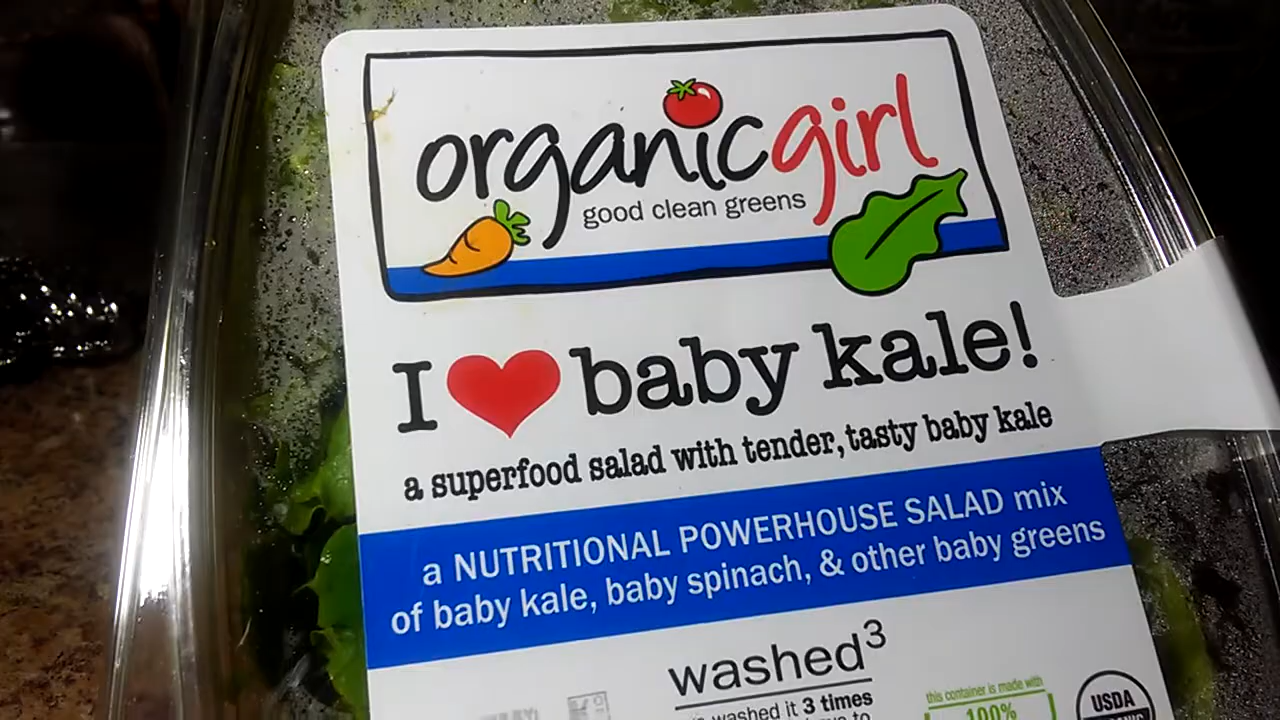 organicgirl
good clean greens
I ❤ baby kale!
a superfood salad with tender, tasty baby kale
a NUTRITIONAL POWERHOUSE SALAD mix
of baby kale, baby spinach, & other baby greens
washed³
washed it 3 times
to
this container is made with
100%
USDA